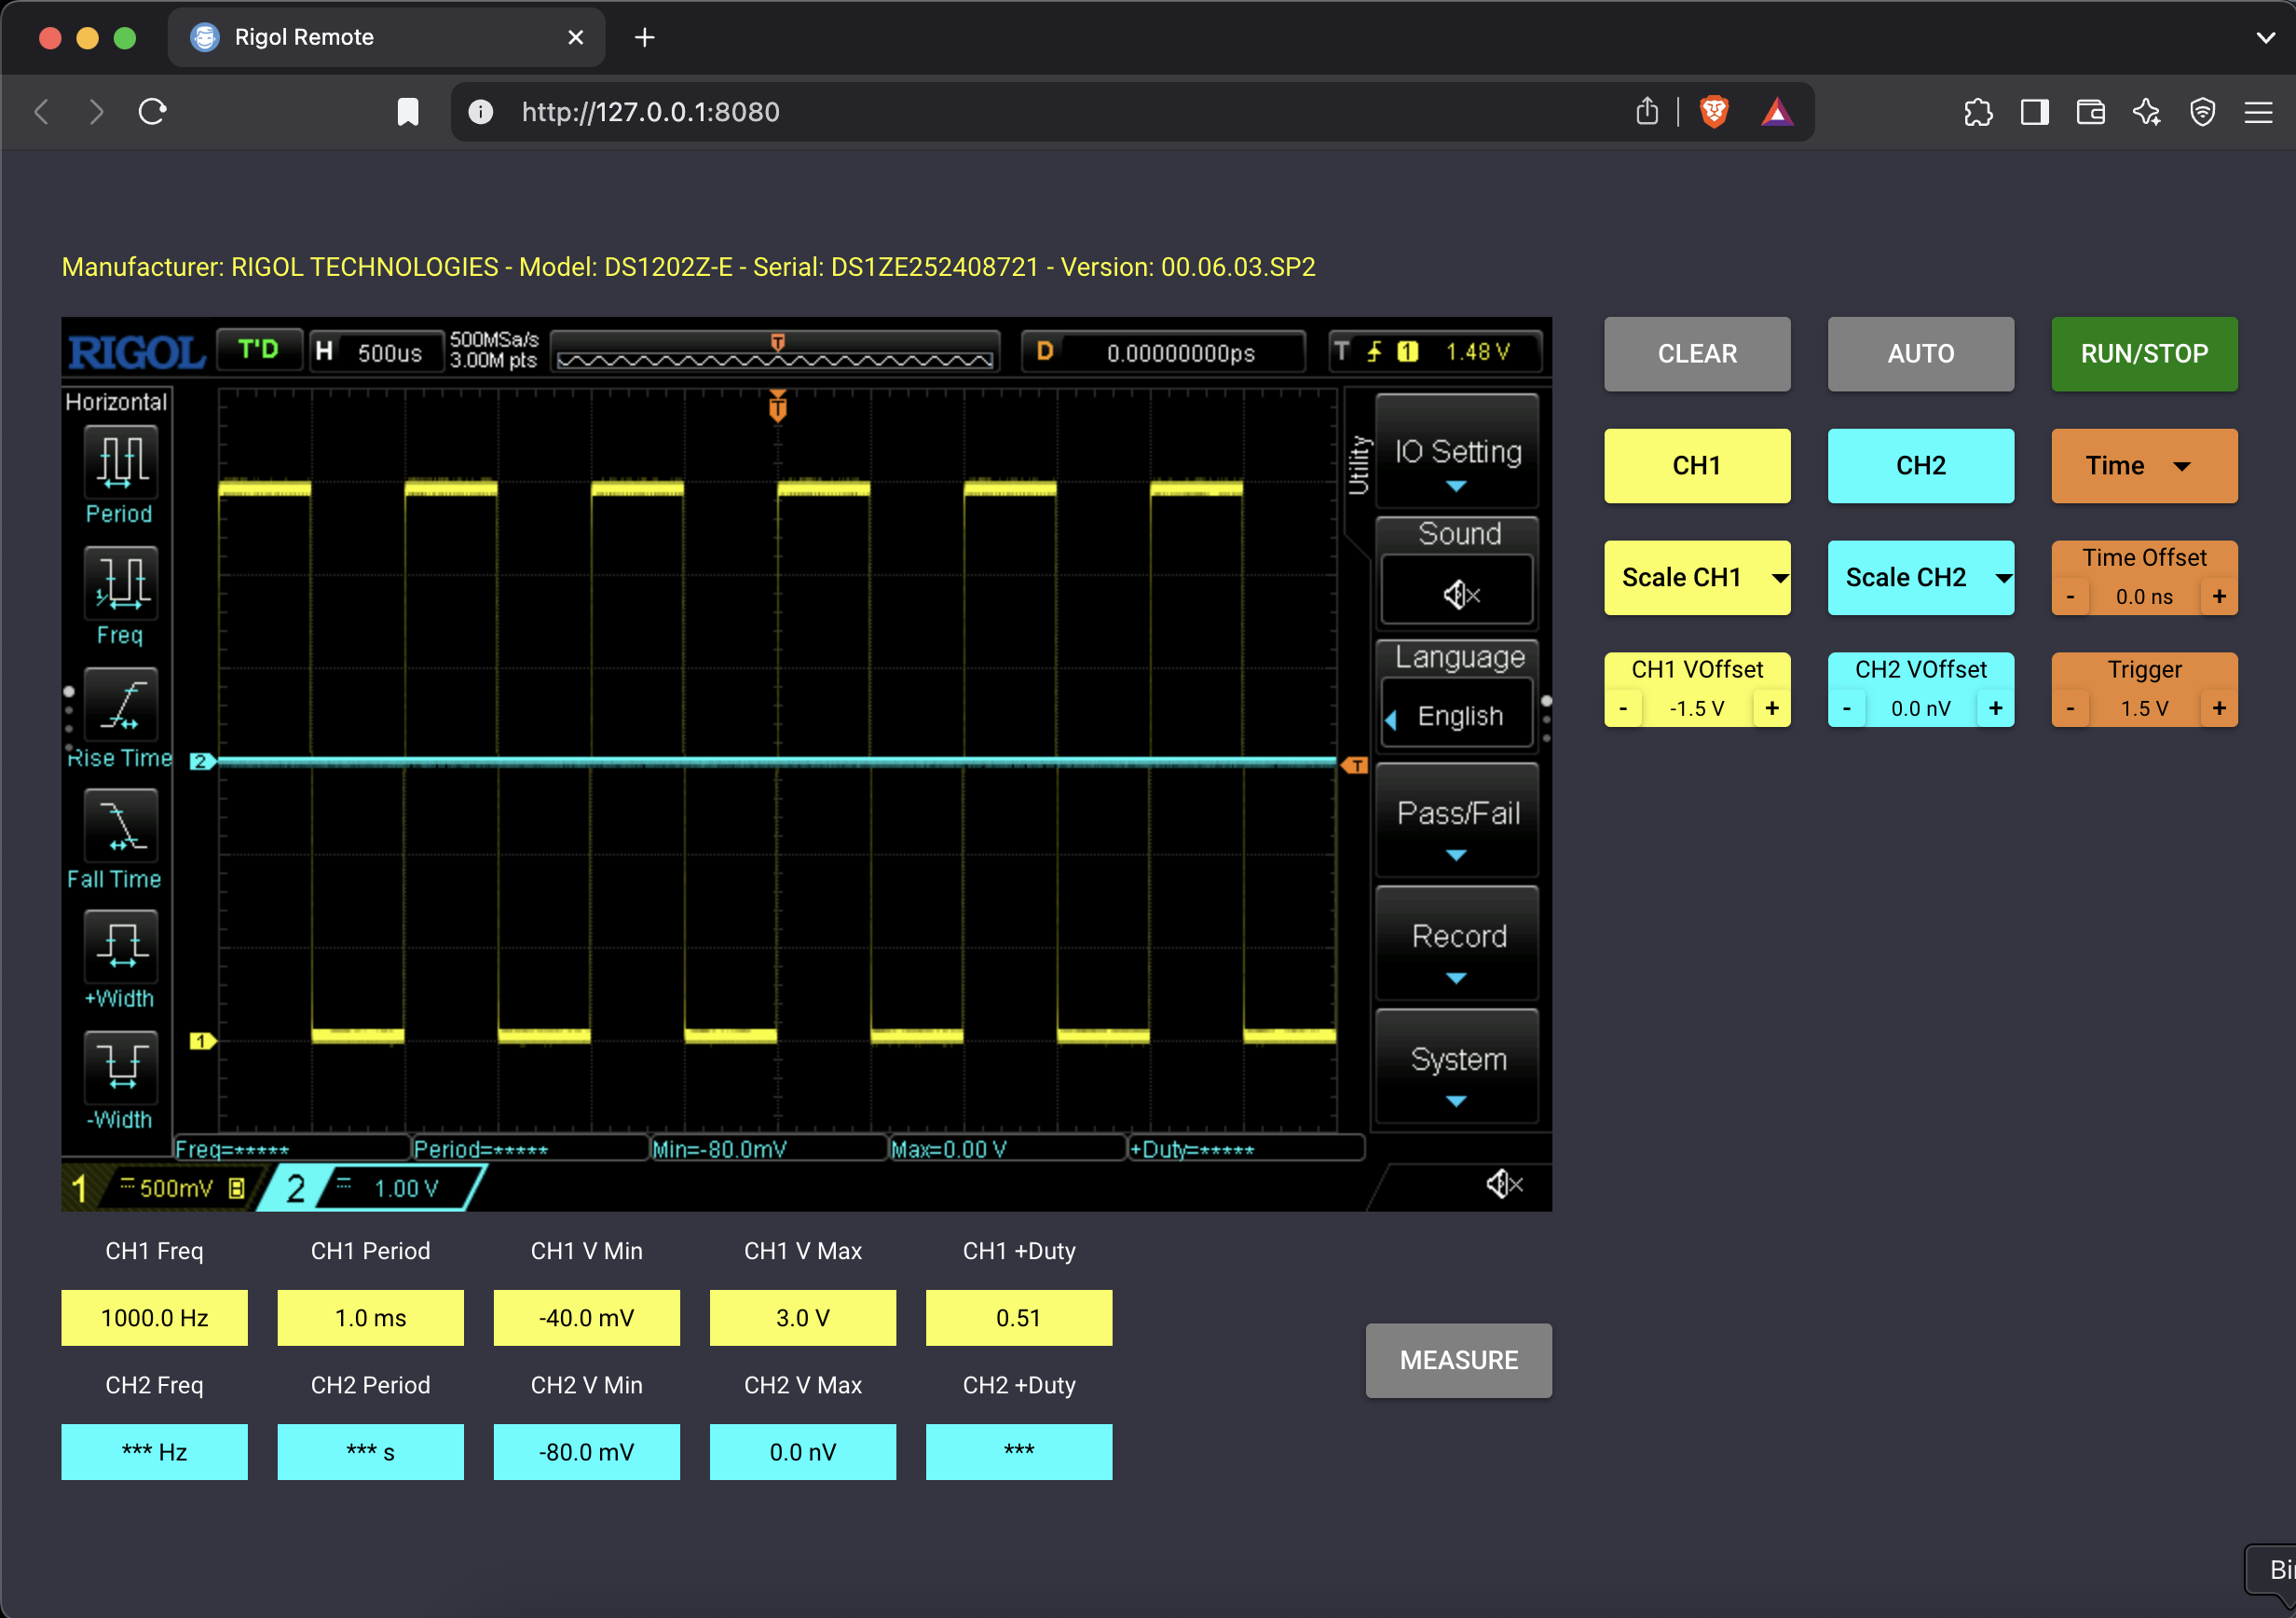 Rigol Remote
http://127.0.0.1:8080
Manufacturer: RIGOL TECHNOLOGIES - Model: DS1202Z-E - Serial: DS1ZE252408721 - Version: 00.06.03.SP2
RIGOL
T'D
H 500us
500MSa/s
3.00M pts
T
D 0.00000000ps
T 1 1.48 V
Horizontal
Period
Freq
Rise Time
Fall Time
+Width
-Width
T
2
T
1
Utility
IO Setting
Sound
Language
English
Pass/Fail
Record
System
Freq=*****
Period=*****
Min=-80.0mV
Max=0.00 V
+Duty=*****
1 500mV B
2 1.00 V
CLEAR
AUTO
RUN/STOP
CH1
CH2
Time
Scale CH1
Scale CH2
Time Offset
- 0.0 ns +
CH1 VOffset
- -1.5 V +
CH2 VOffset
- 0.0 nV +
Trigger
- 1.5 V +
CH1 Freq
CH1 Period
CH1 V Min
CH1 V Max
CH1 +Duty
1000.0 Hz
1.0 ms
-40.0 mV
3.0 V
0.51
MEASURE
CH2 Freq
CH2 Period
CH2 V Min
CH2 V Max
CH2 +Duty
*** Hz
*** s
-80.0 mV
0.0 nV
***